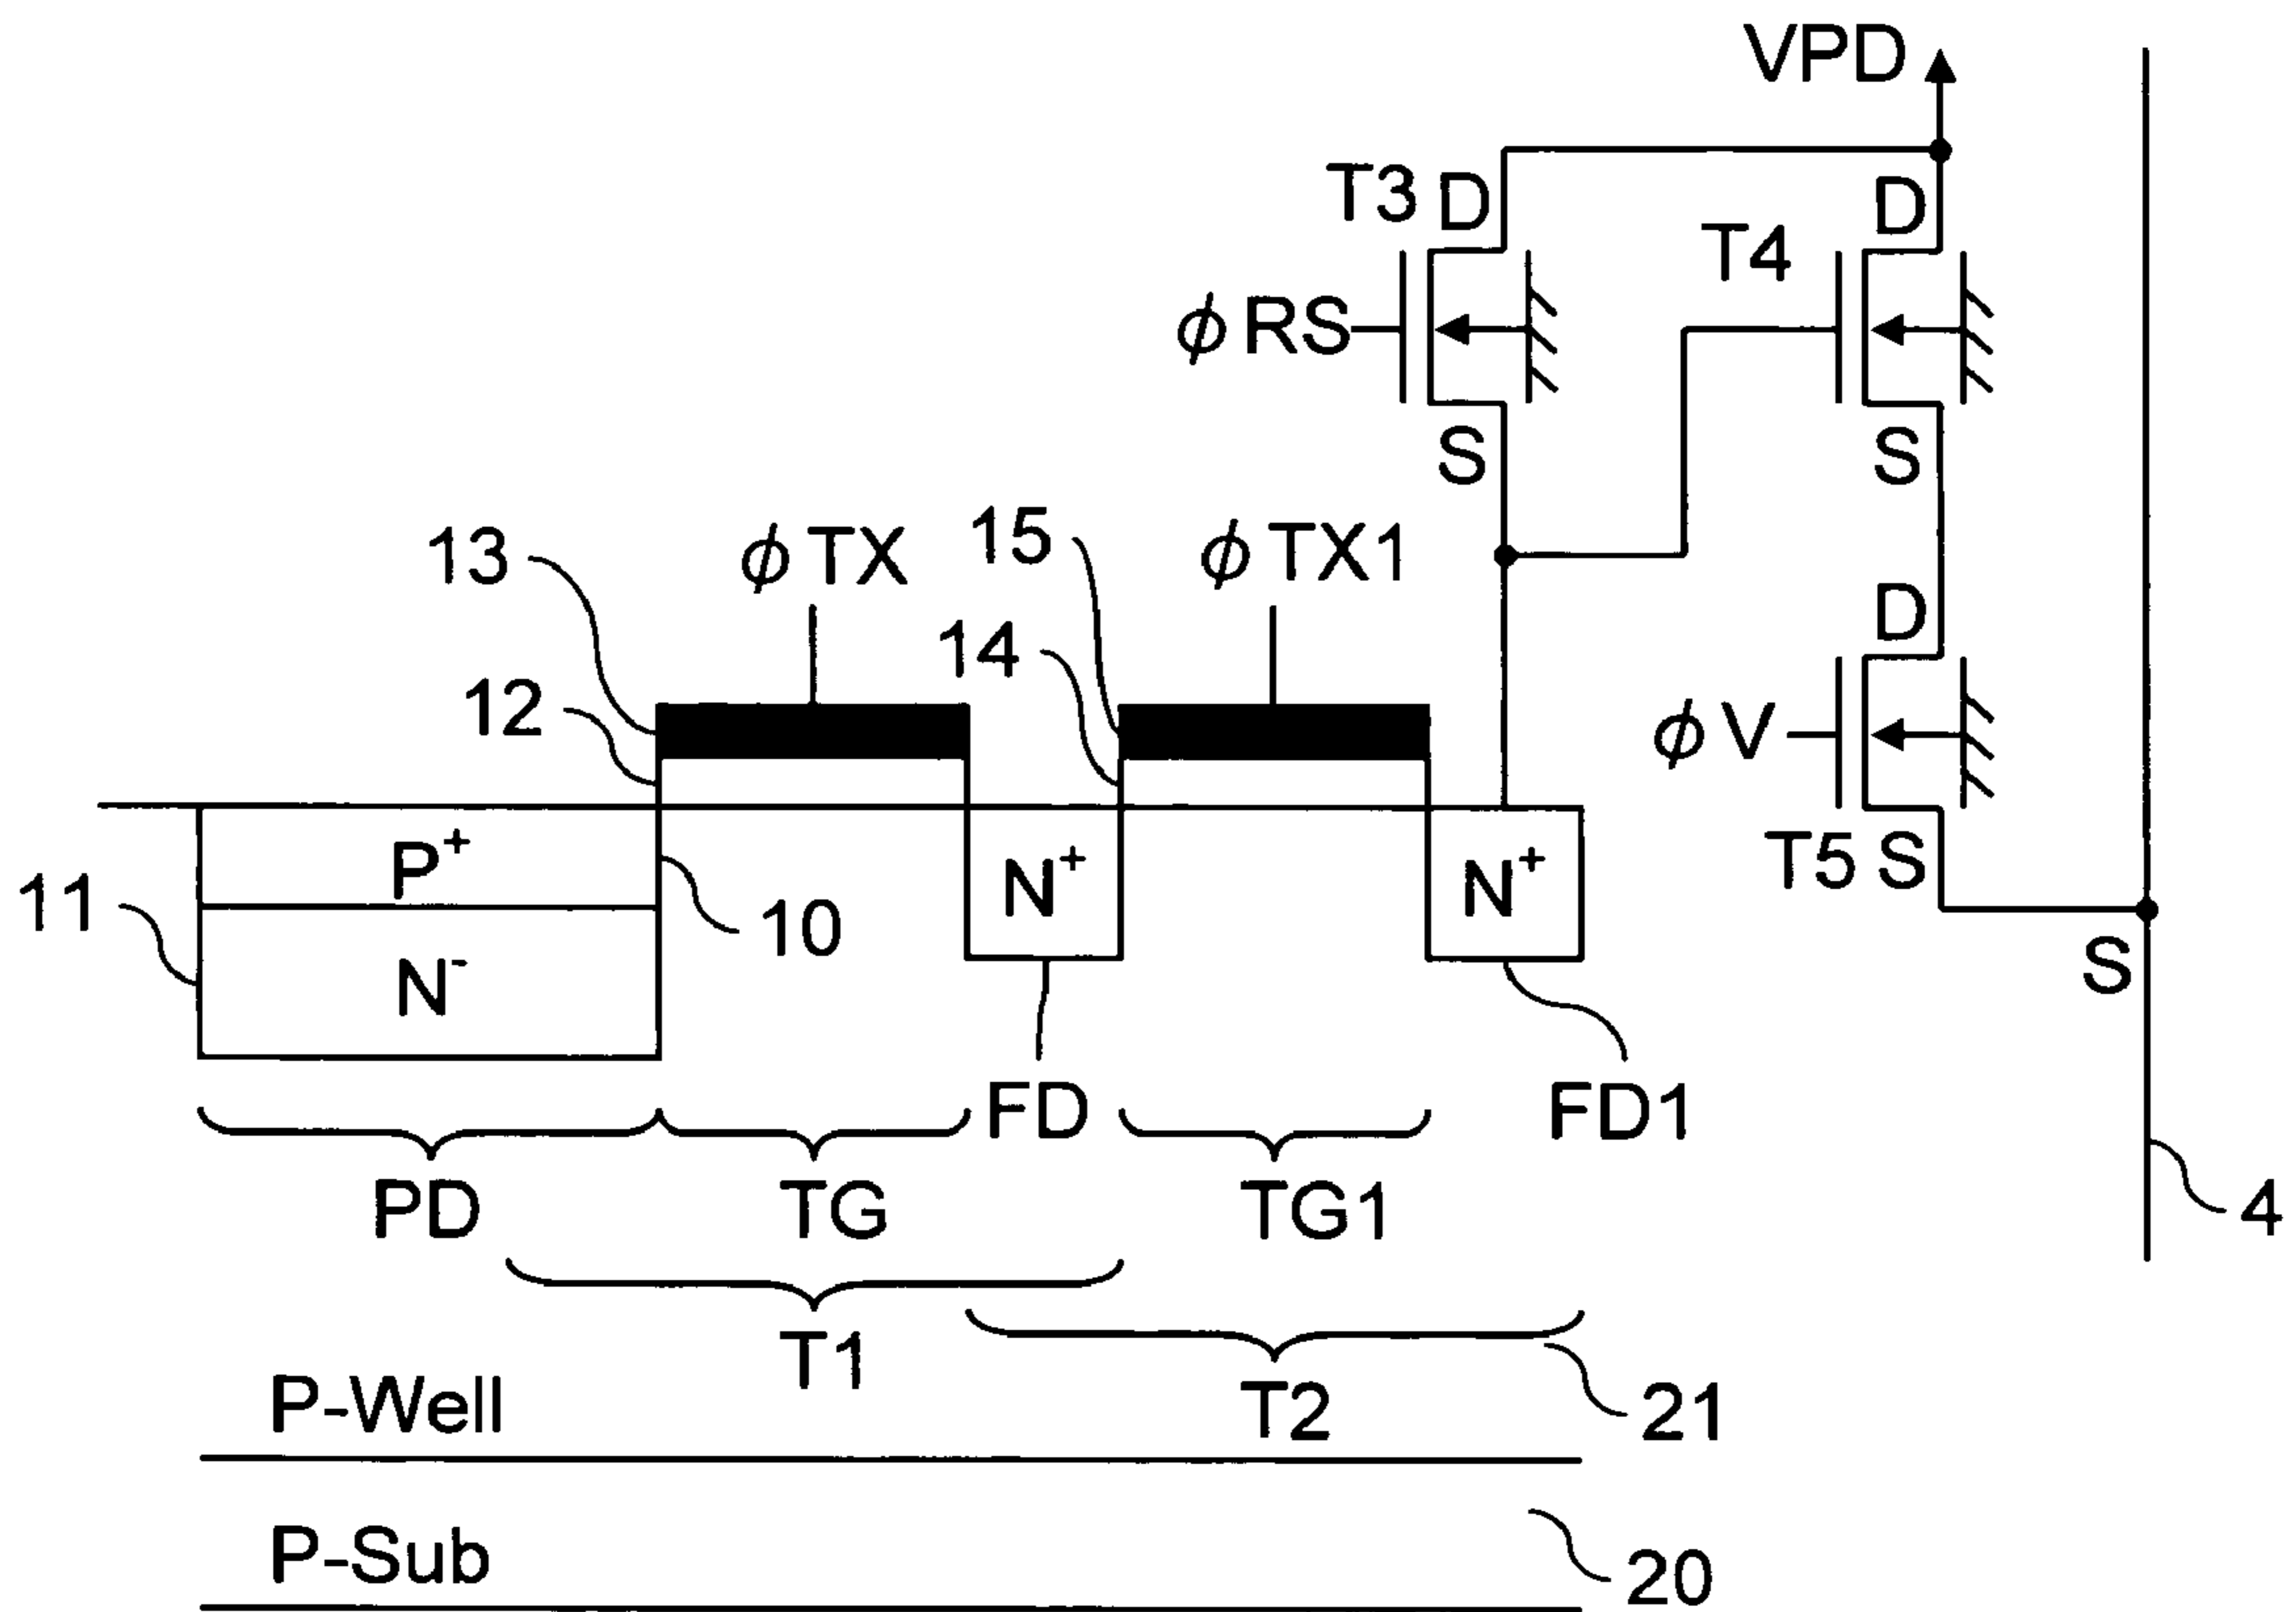 VPD
T3 D
D
T4
φRS
S
S
13
φTX
15
φTX1
14
D
12
φV
T5 S
P+
11
N+
N+
10
N-
S
FD
FD1
PD
TG
TG1
4
T1
P-Well
T2
21
P-Sub
20